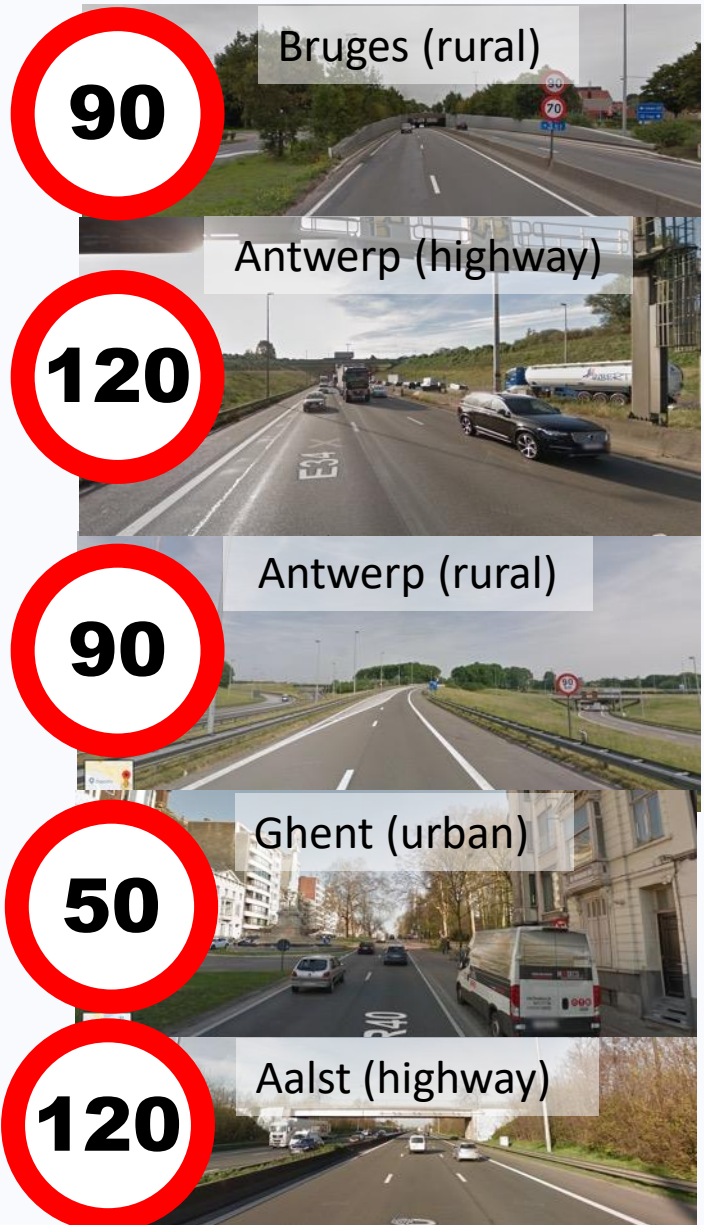 Bruges (rural)
90
90
70
Antwerp (highway)
120
E34
Antwerp (rural)
90
90
Ghent (urban)
50
R40
Aalst (highway)
120